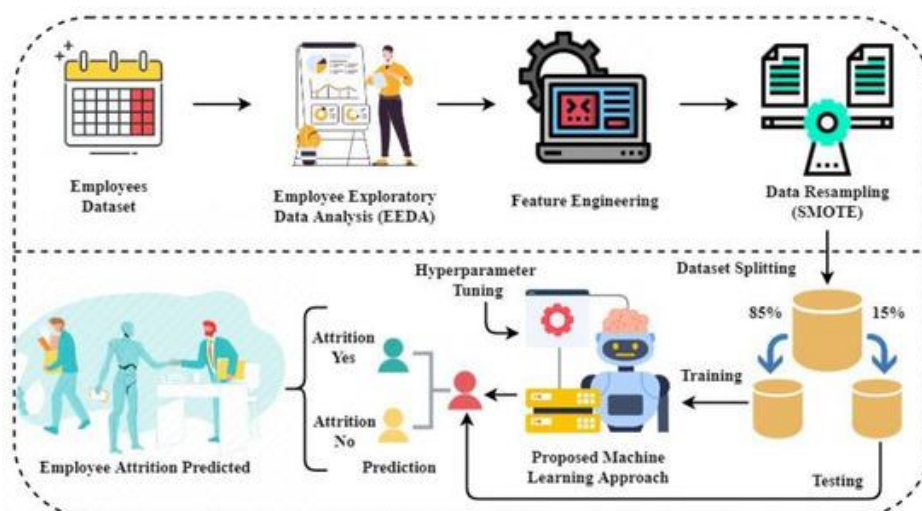 Employees
Dataset
Employee Exploratory
Data Analysis (EEDA)
Feature Engineering
Data Resampling
(SMOTE)
Dataset Splitting
Hyperparameter
Tuning
85%
15%
Attrition
Yes
Training
Attrition
No
Employee Attrition Predicted
Prediction
Proposed Machine
Learning Approach
Testing